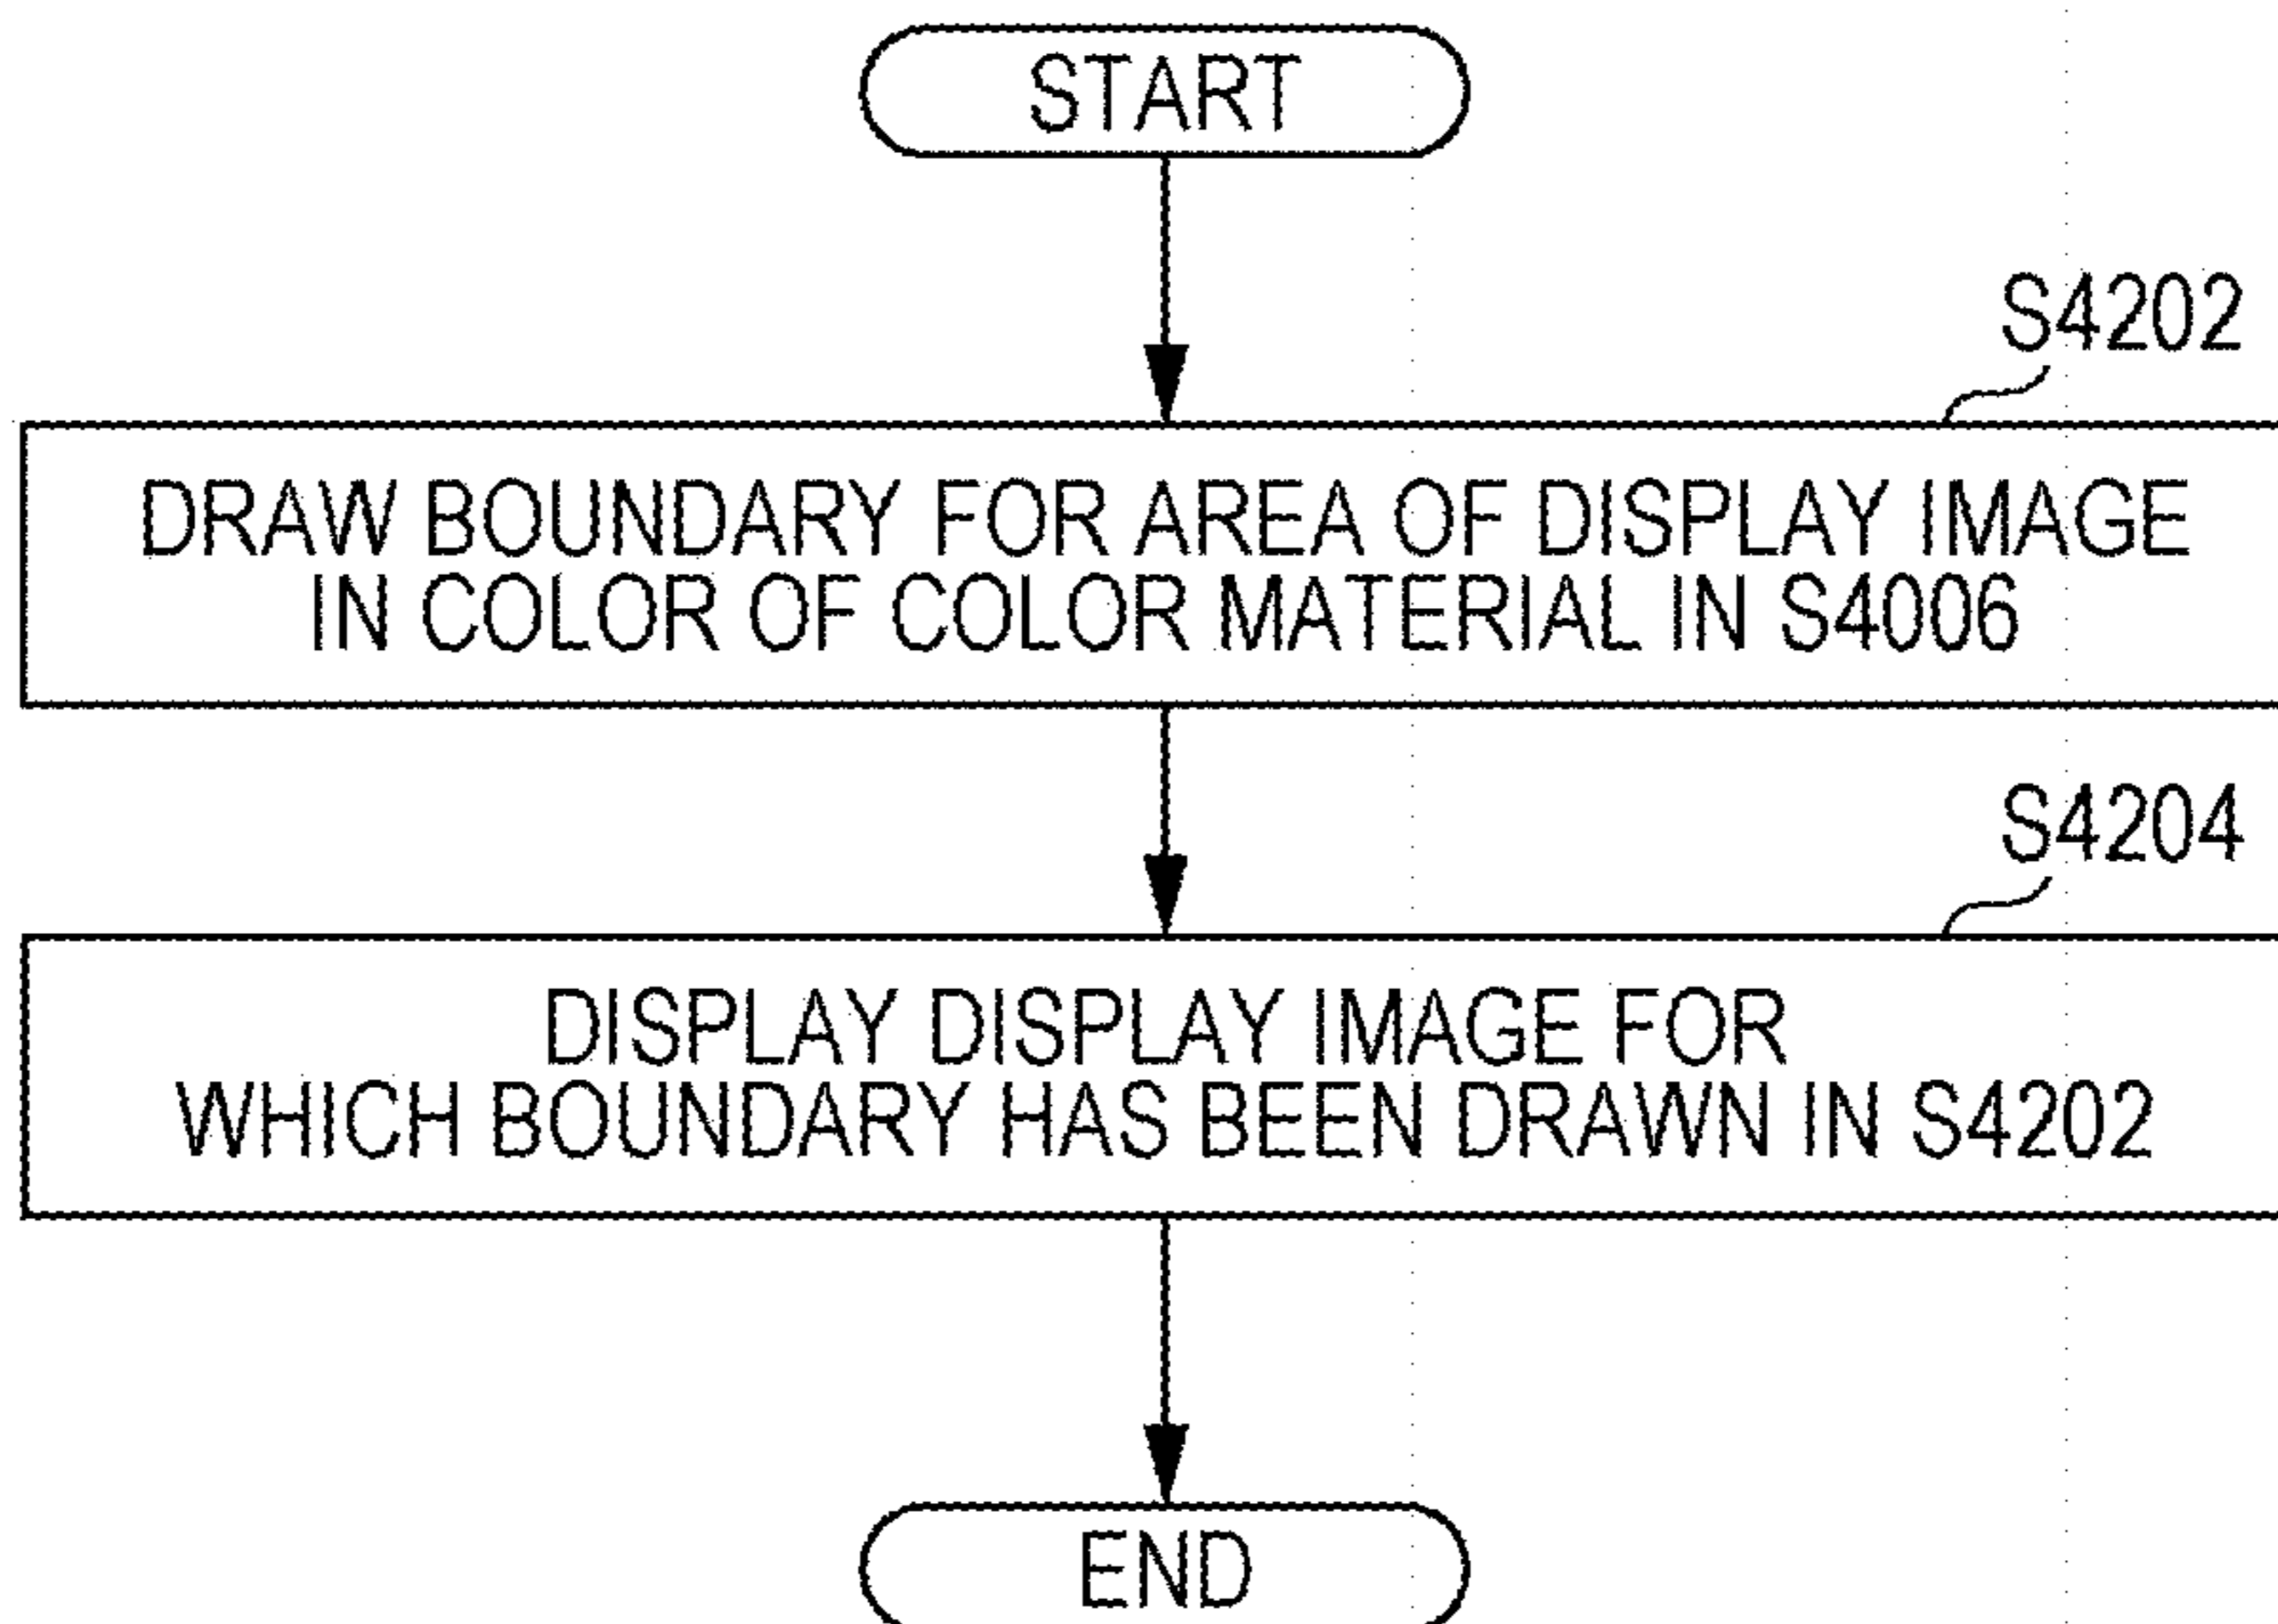 START
S4202
DRAW BOUNDARY FOR AREA OF DISPLAY IMAGE
IN COLOR OF COLOR MATERIAL IN S4006
S4204
DISPLAY DISPLAY IMAGE FOR
WHICH BOUNDARY HAS BEEN DRAWN IN S4202
END